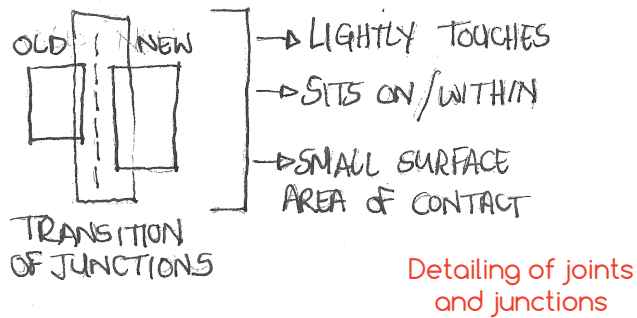 OLD NEW
TRANSITION
OF JUNCTIONS
LIGHTLY TOUCHES
SITS ON/WITHIN
SMALL SURFACE
AREA OF CONTACT
Detailing of joints
and junctions